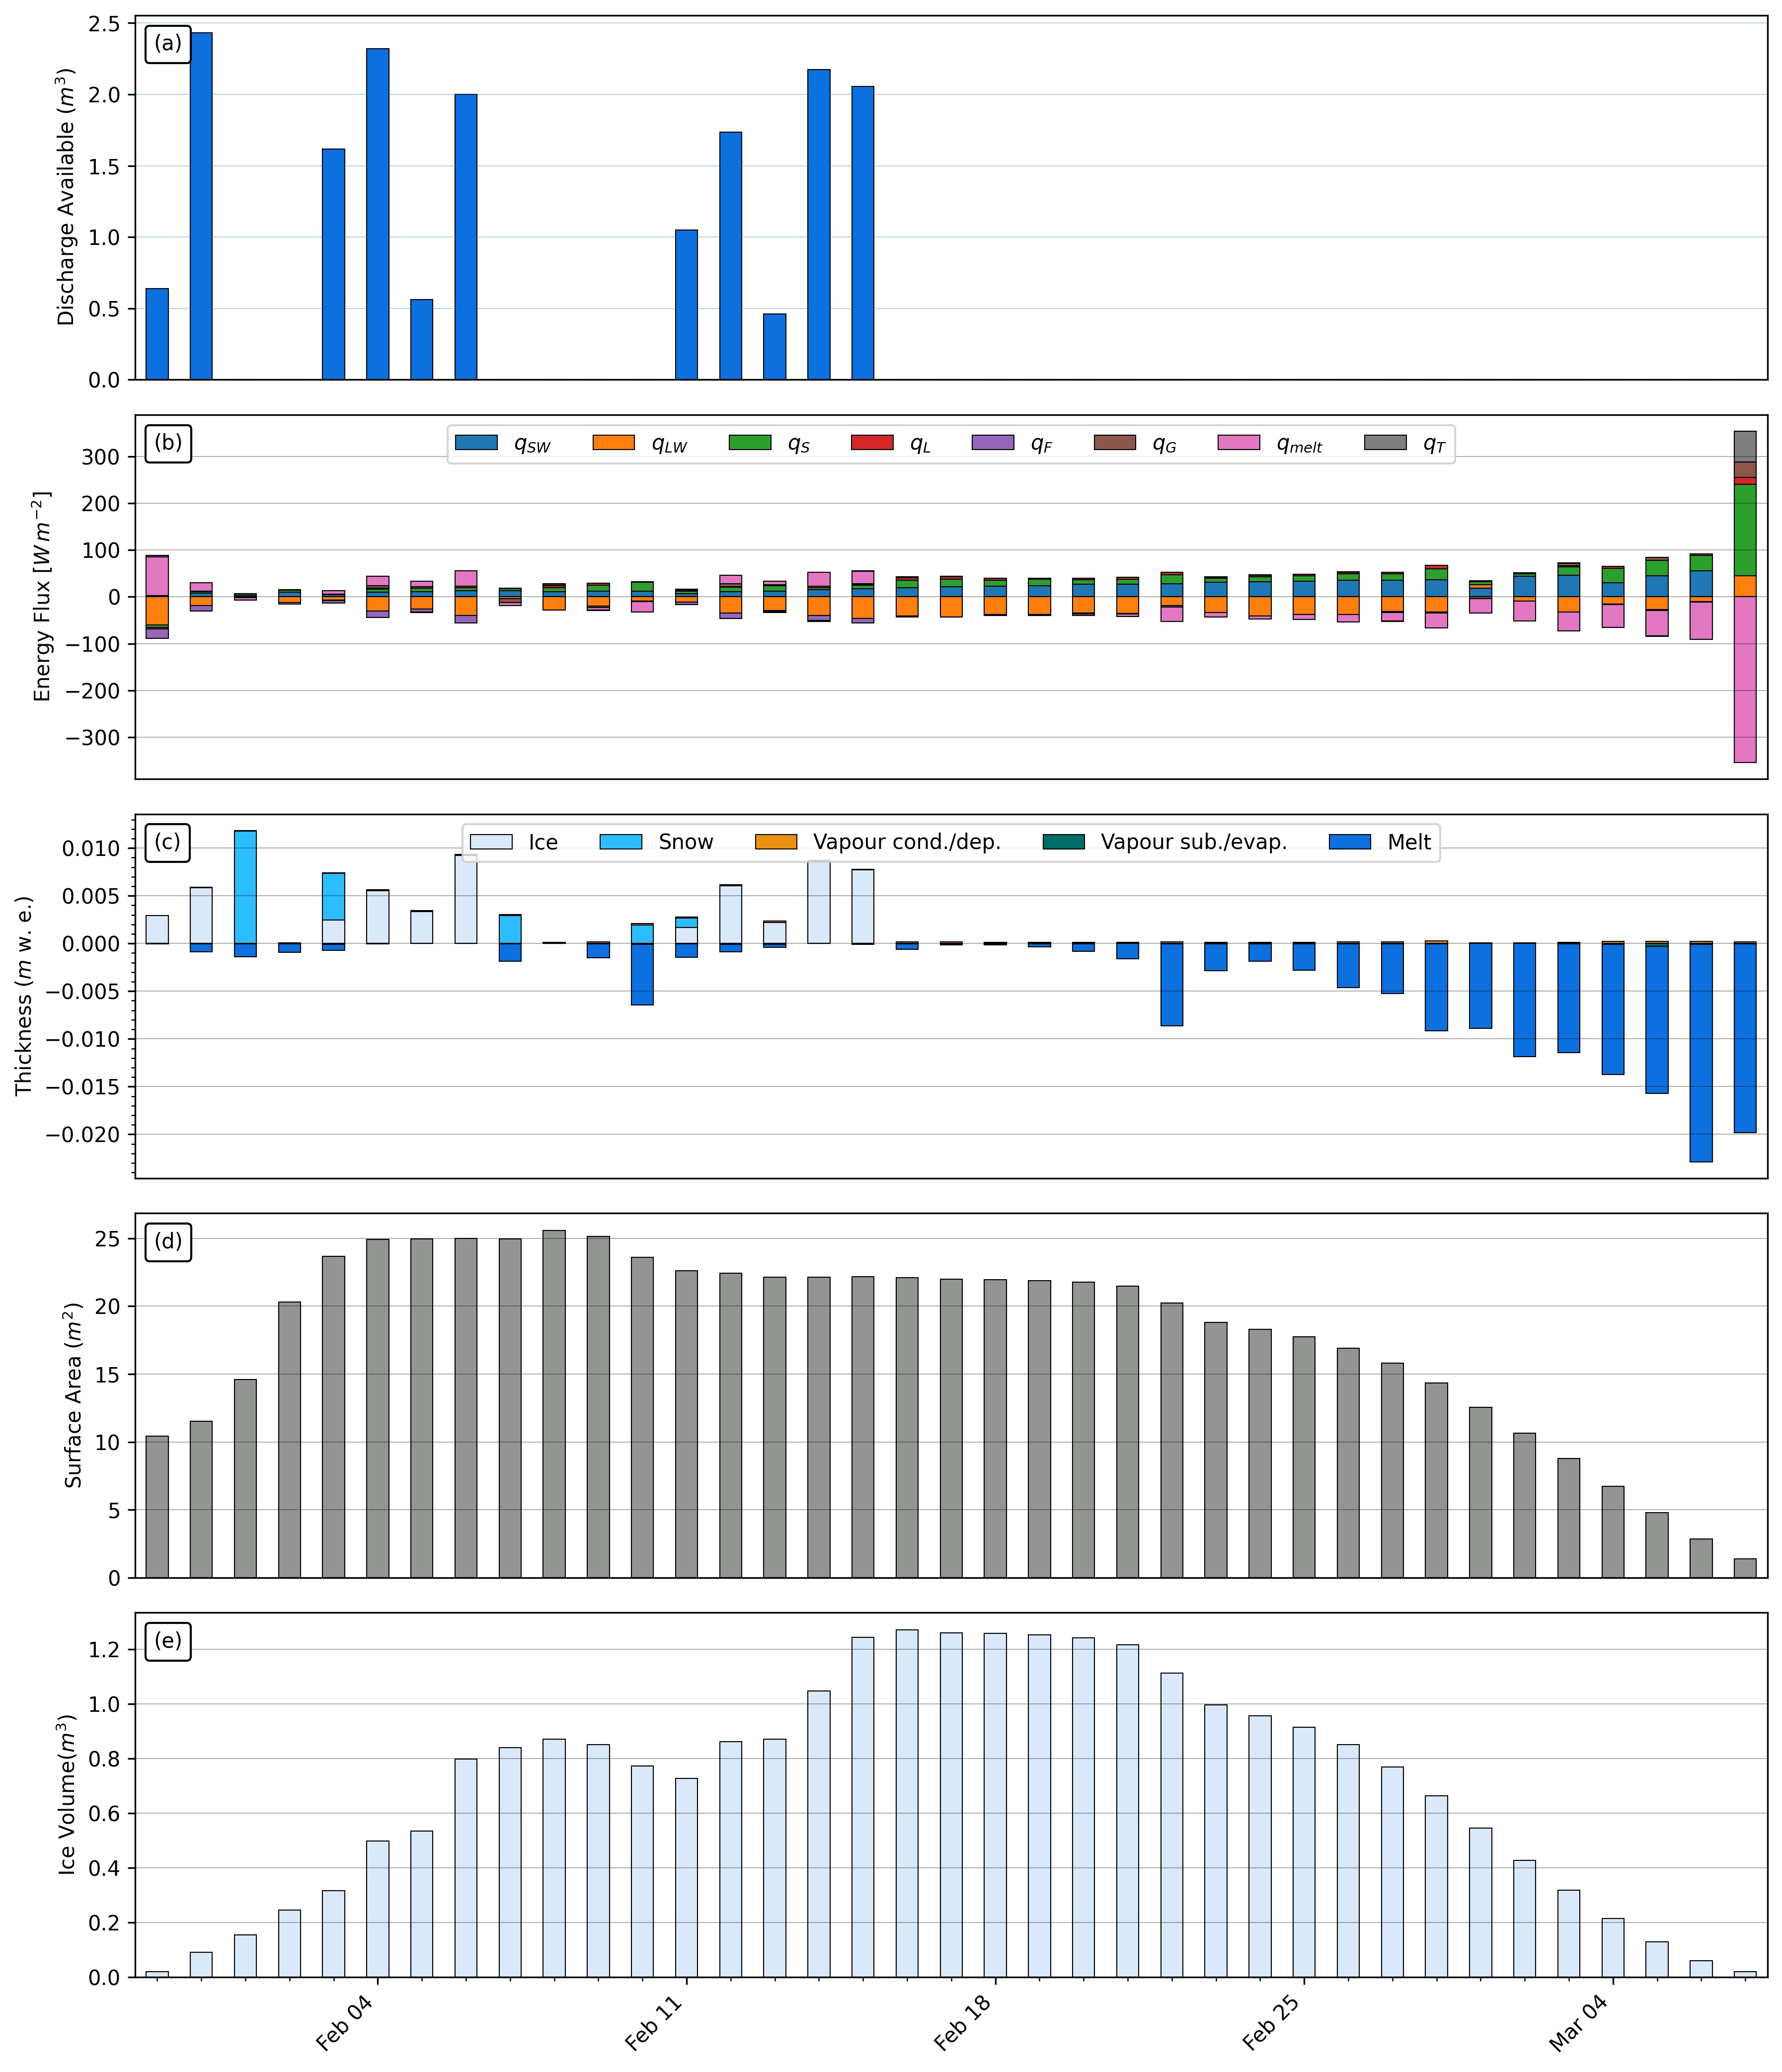 (a)
Discharge Available (m³)
2.5
2.0
1.5
1.0
0.5
0.0
(b)
q_SW q_LW q_S q_L q_F q_G q_melt q_T
Energy Flux [W m⁻²]
300
200
100
0
−100
−200
−300
(c)
Ice Snow Vapour cond./dep. Vapour sub./evap. Melt
Thickness (m w. e.)
0.010
0.005
0.000
−0.005
−0.010
−0.015
−0.020
(d)
Surface Area (m²)
25
20
15
10
5
0
(e)
Ice Volume(m³)
1.2
1.0
0.8
0.6
0.4
0.2
0.0
Feb 04 Feb 11 Feb 18 Feb 25 Mar 04